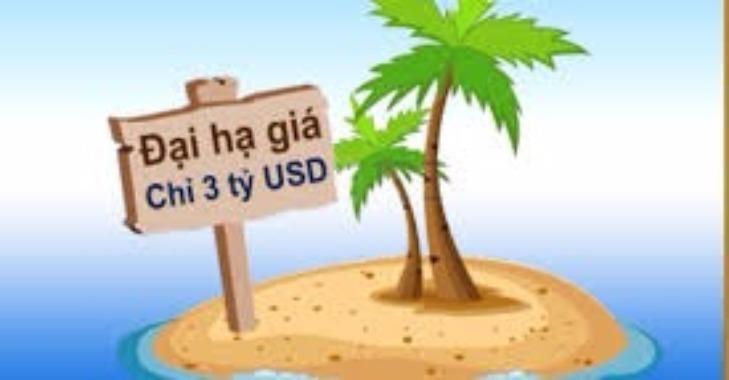 Đại hạ giá
Chỉ 3 tỷ USD